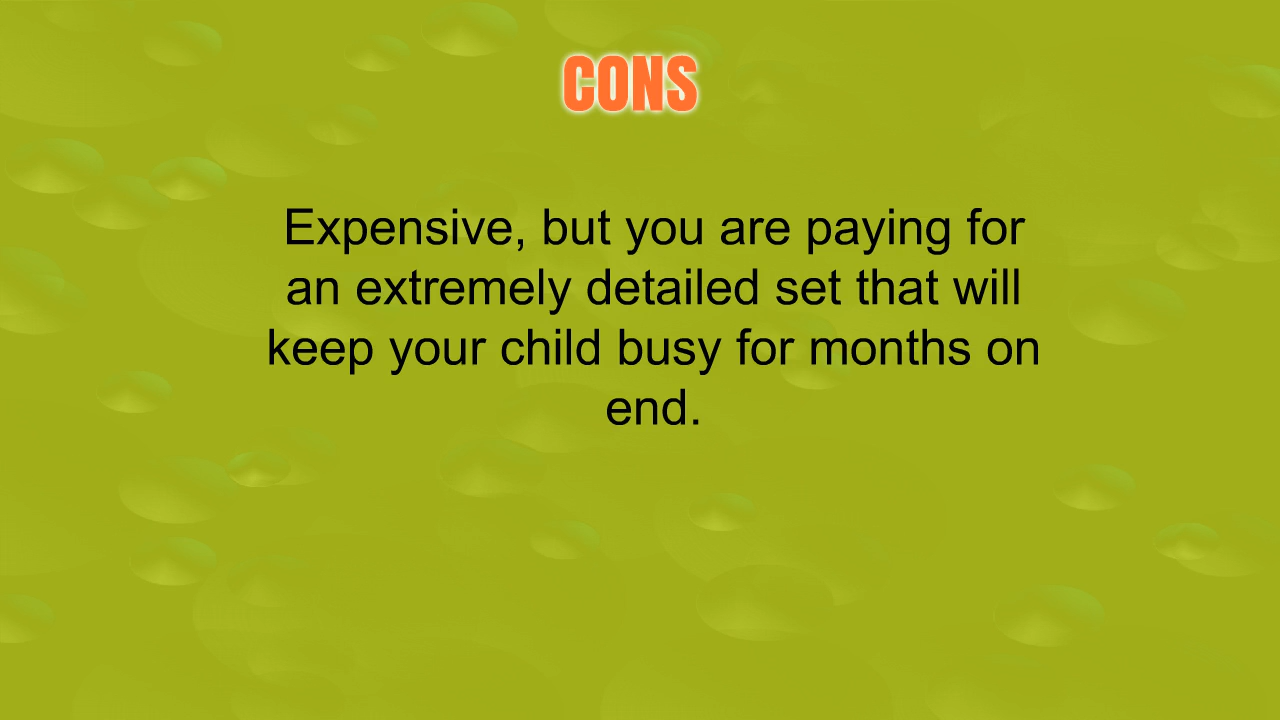 CONS
Expensive, but you are paying for
an extremely detailed set that will
keep your child busy for months on
end.